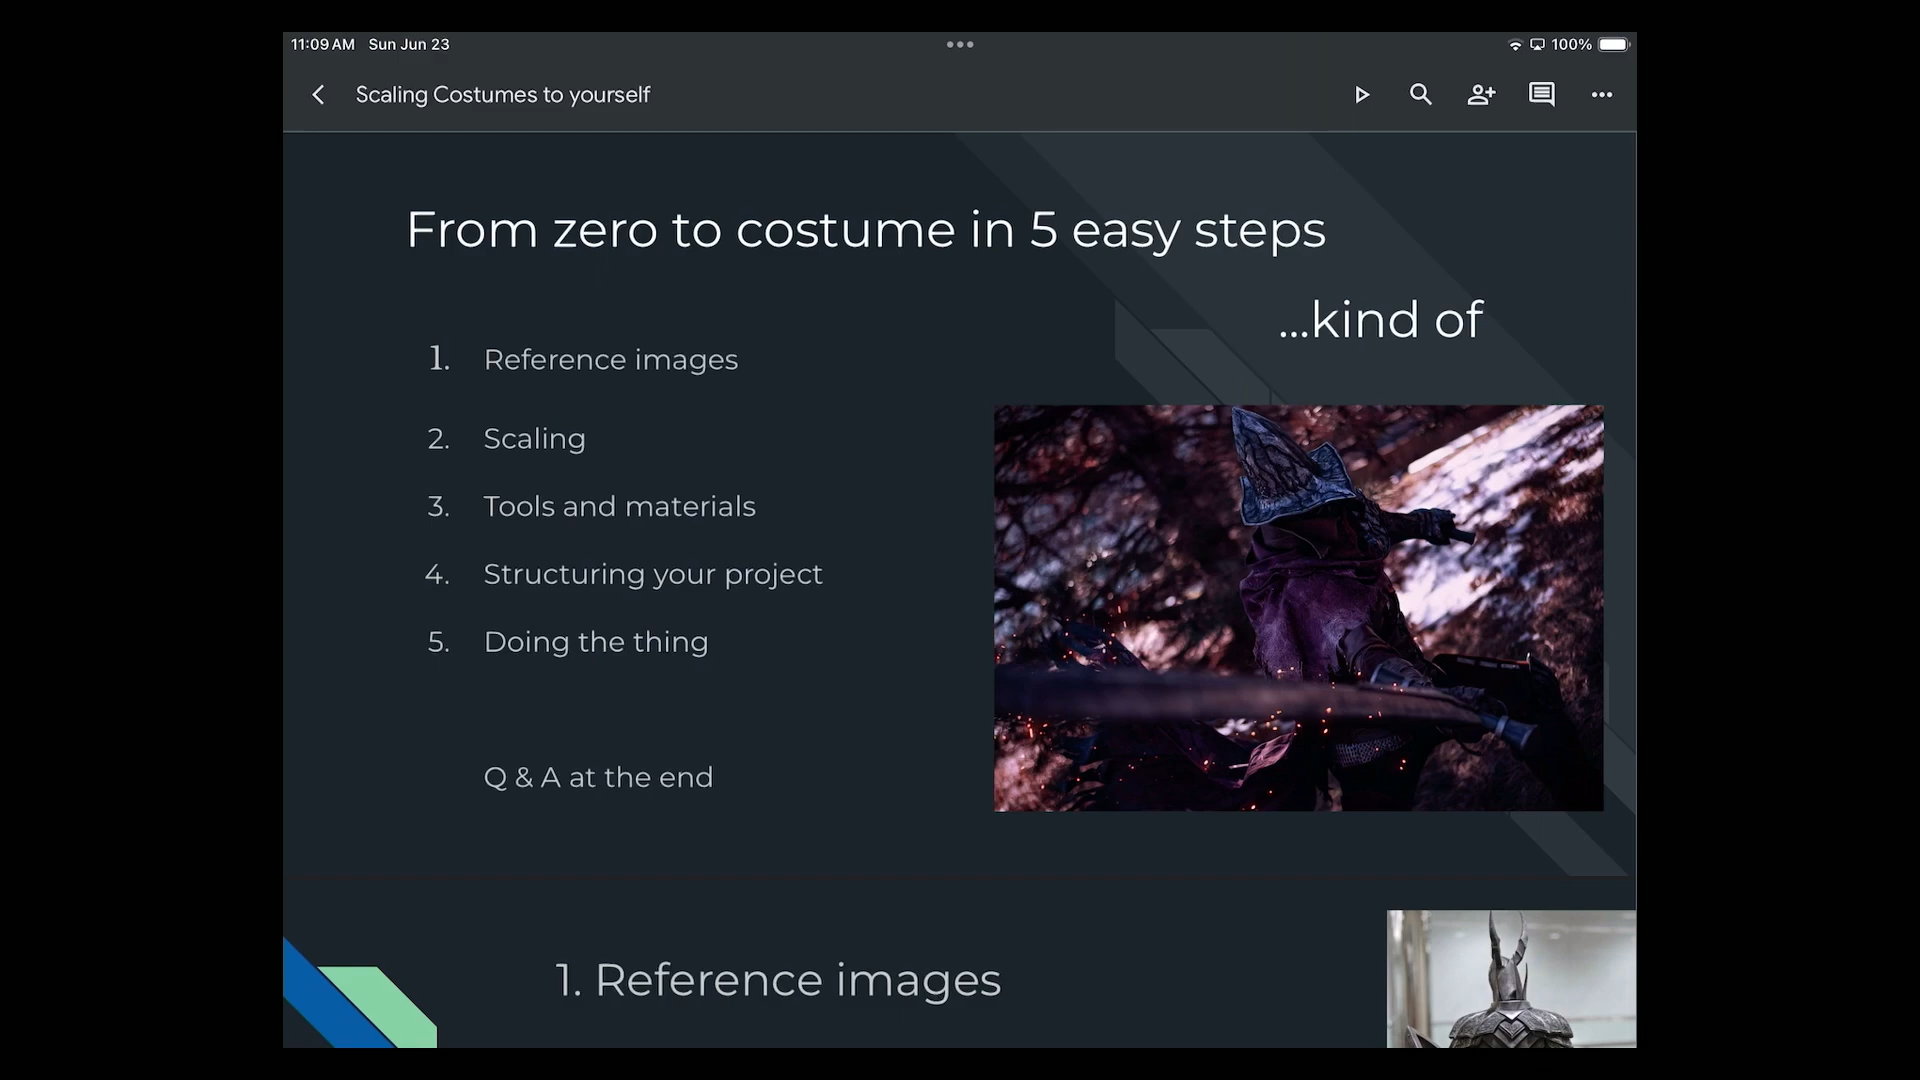 11:09 AM Sun Jun 23
100%
Scaling Costumes to yourself
From zero to costume in 5 easy steps
...kind of
1. Reference images
2. Scaling
3. Tools and materials
4. Structuring your project
5. Doing the thing
Q & A at the end
1. Reference images